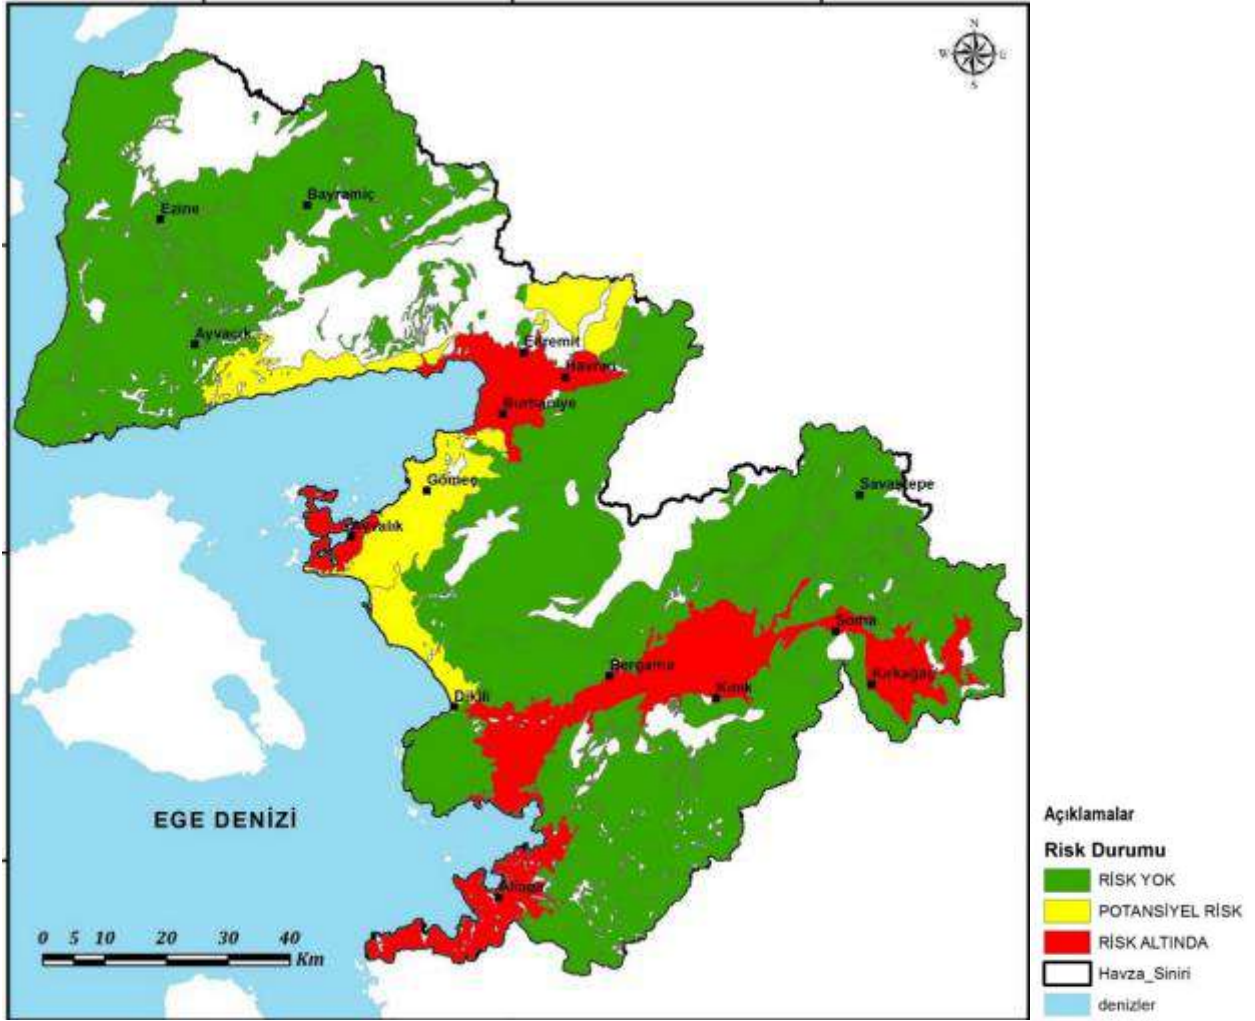 N
W E
S
Bayramiç
Ezine
Ayvacık
Edremit
Havran
Burhaniye
Gömeç
Savaştepe
Ayvalık
Soma
Bergama
Kırkağaç
Kınık
Dikili
EGE DENİZİ
Aliağa
0 5 10 20 30 40
Km
Açıklamalar
Risk Durumu
RİSK YOK
POTANSİYEL RİSK
RİSK ALTINDA
Havza_Siniri
denizler